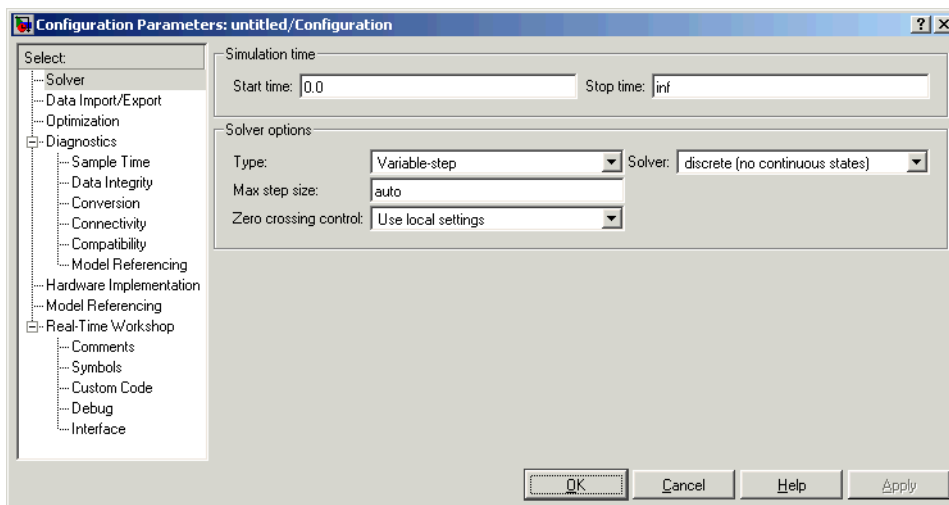 Configuration Parameters: untitled/Configuration
Select:
Solver
Data Import/Export
Optimization
Diagnostics
Sample Time
Data Integrity
Conversion
Connectivity
Compatibility
Model Referencing
Hardware Implementation
Model Referencing
Real-Time Workshop
Comments
Symbols
Custom Code
Debug
Interface
Simulation time
Start time: 0.0 Stop time: inf
Solver options
Type: Variable-step Solver: discrete (no continuous states)
Max step size: auto
Zero crossing control: Use local settings
OK Cancel Help Apply